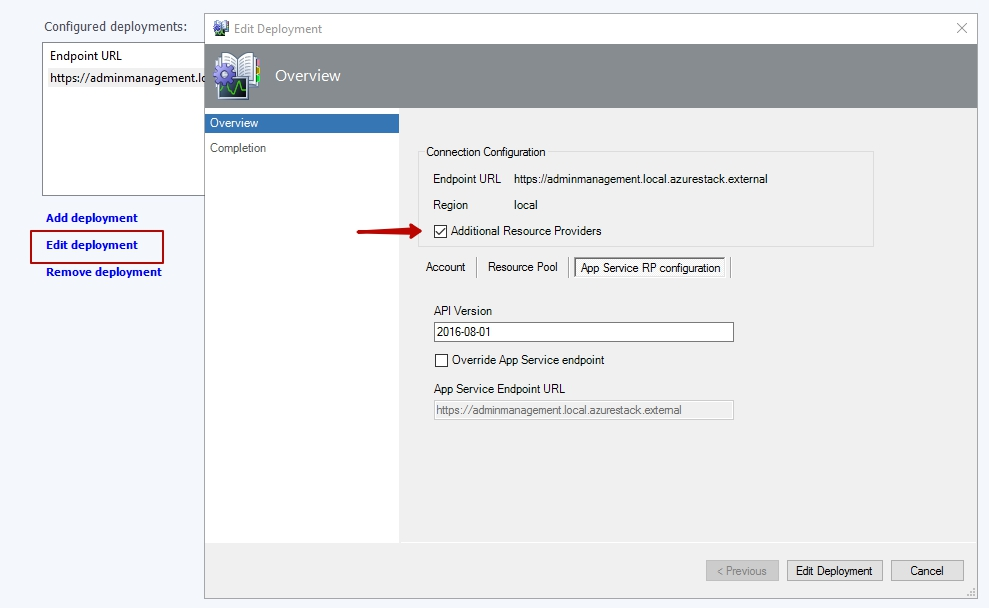 Configured deployments:
Endpoint URL
https://adminmanagement.lo
Add deployment
Edit deployment
Remove deployment
Edit Deployment
Overview
Overview
Completion
Connection Configuration
Endpoint URL https://adminmanagement.local.azurestack.external
Region local
Additional Resource Providers
Account Resource Pool App Service RP configuration
API Version
2016-08-01
Override App Service endpoint
App Service Endpoint URL
https://adminmanagement.local.azurestack.external
< Previous Edit Deployment Cancel